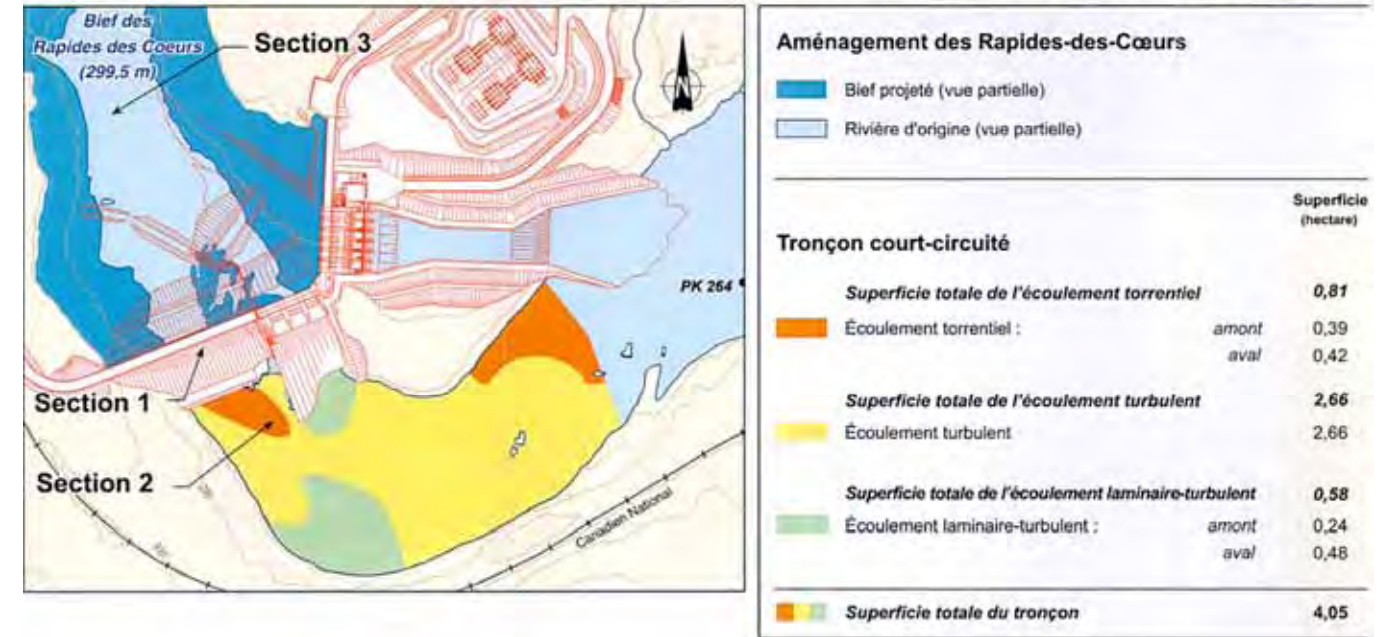 Bief des
Rapides des Coeurs
(299,5 m)
Section 3
N
PK 264
Section 1
Section 2
Canadien National
Aménagement des Rapides-des-Cœurs
Bief projeté (vue partielle)
Rivière d'origine (vue partielle)
Superficie
(hectare)
Tronçon court-circuité
Superficie totale de l'écoulement torrentiel 0,81
Écoulement torrentiel : amont 0,39
aval 0,42
Superficie totale de l'écoulement turbulent 2,66
Écoulement turbulent 2,66
Superficie totale de l'écoulement laminaire-turbulent 0,58
Écoulement laminaire-turbulent : amont 0,24
aval 0,48
Superficie totale du tronçon 4,05